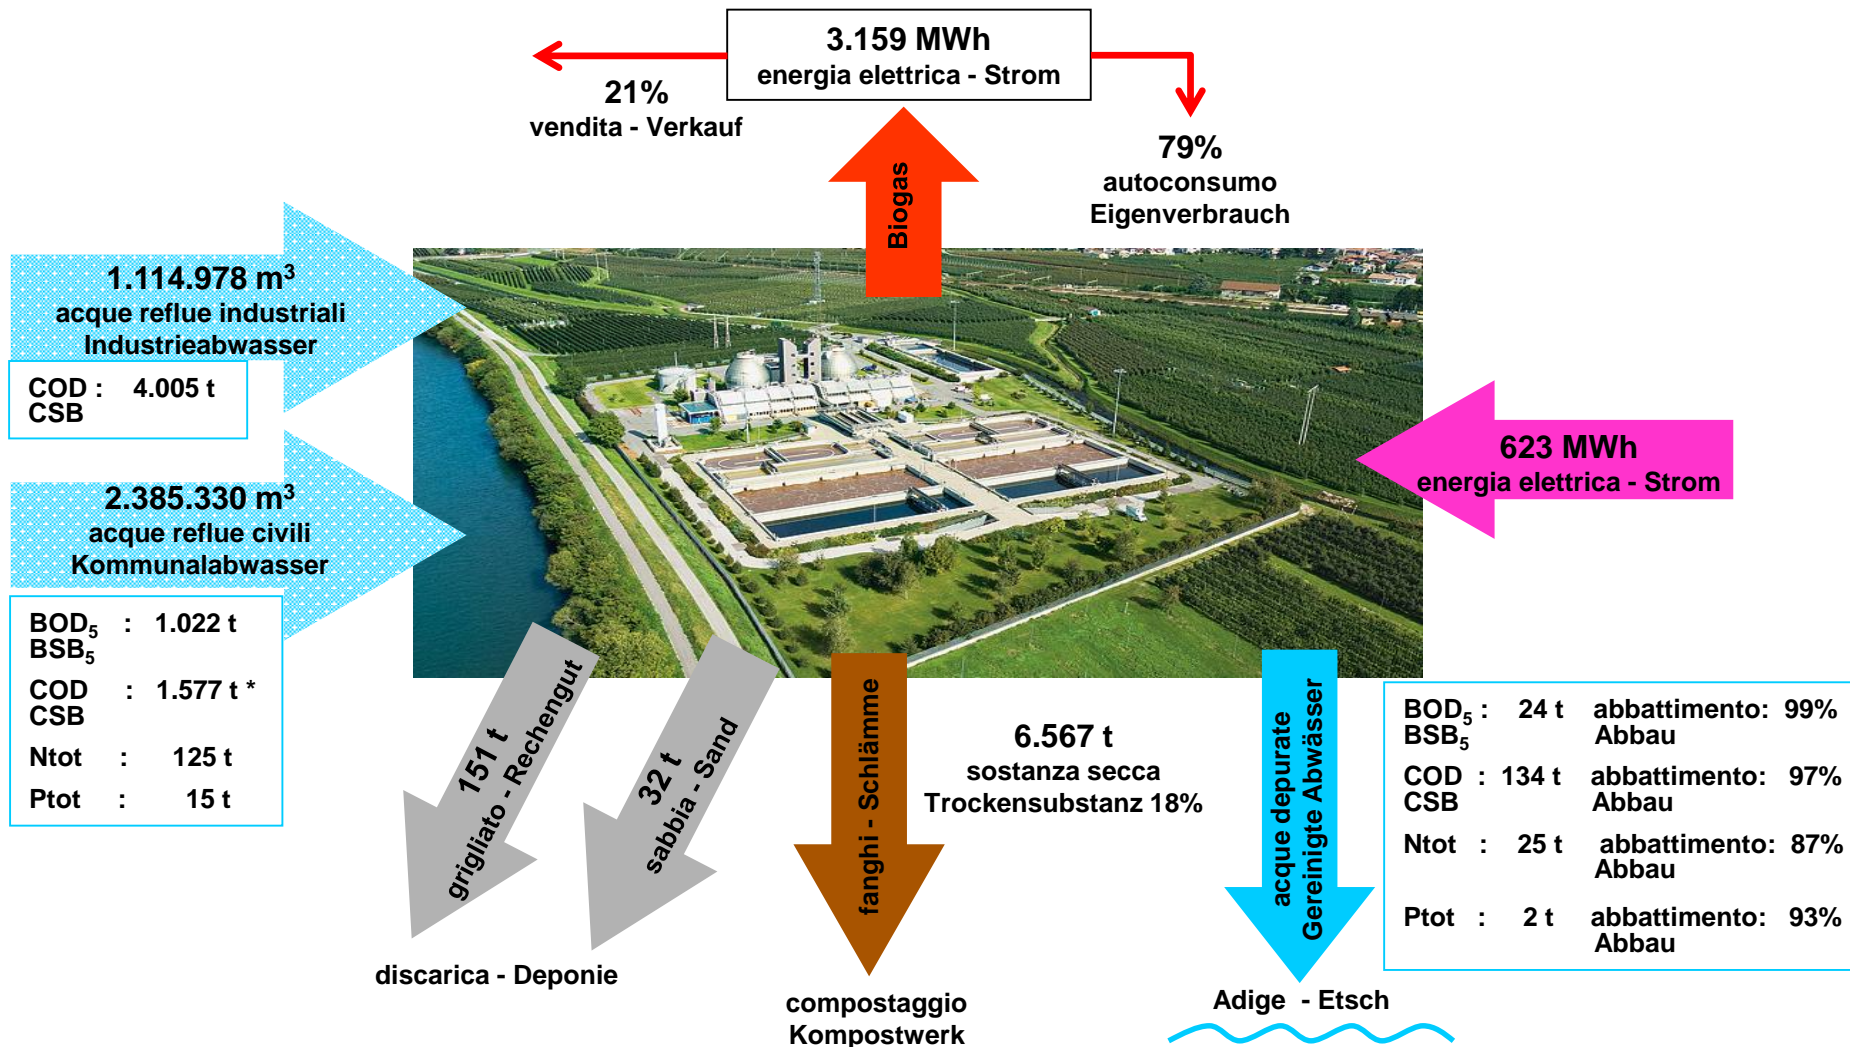 3.159 MWh
energia elettrica - Strom
21%
vendita - Verkauf
79%
autoconsumo
Eigenverbrauch
Biogas
1.114.978 m³
acque reflue industriali
Industrieabwasser
COD : 4.005 t
CSB
2.385.330 m³
acque reflue civili
Kommunalabwasser
BOD₅ : 1.022 t
BSB₅
COD : 1.577 t *
CSB
Ntot : 125 t
Ptot : 15 t
623 MWh
energia elettrica - Strom
151 t
grigliato - Rechengut
32 t
sabbia - Sand
discarica - Deponie
fanghi - Schlämme
6.567 t
sostanza secca
Trockensubstanz 18%
compostaggio
Kompostwerk
acque depurate
Gereinigte Abwässer
Adige - Etsch
BOD₅ : 24 t abbattimento: 99%
BSB₅ Abbau
COD : 134 t abbattimento: 97%
CSB Abbau
Ntot : 25 t abbattimento: 87%
Abbau
Ptot : 2 t abbattimento: 93%
Abbau